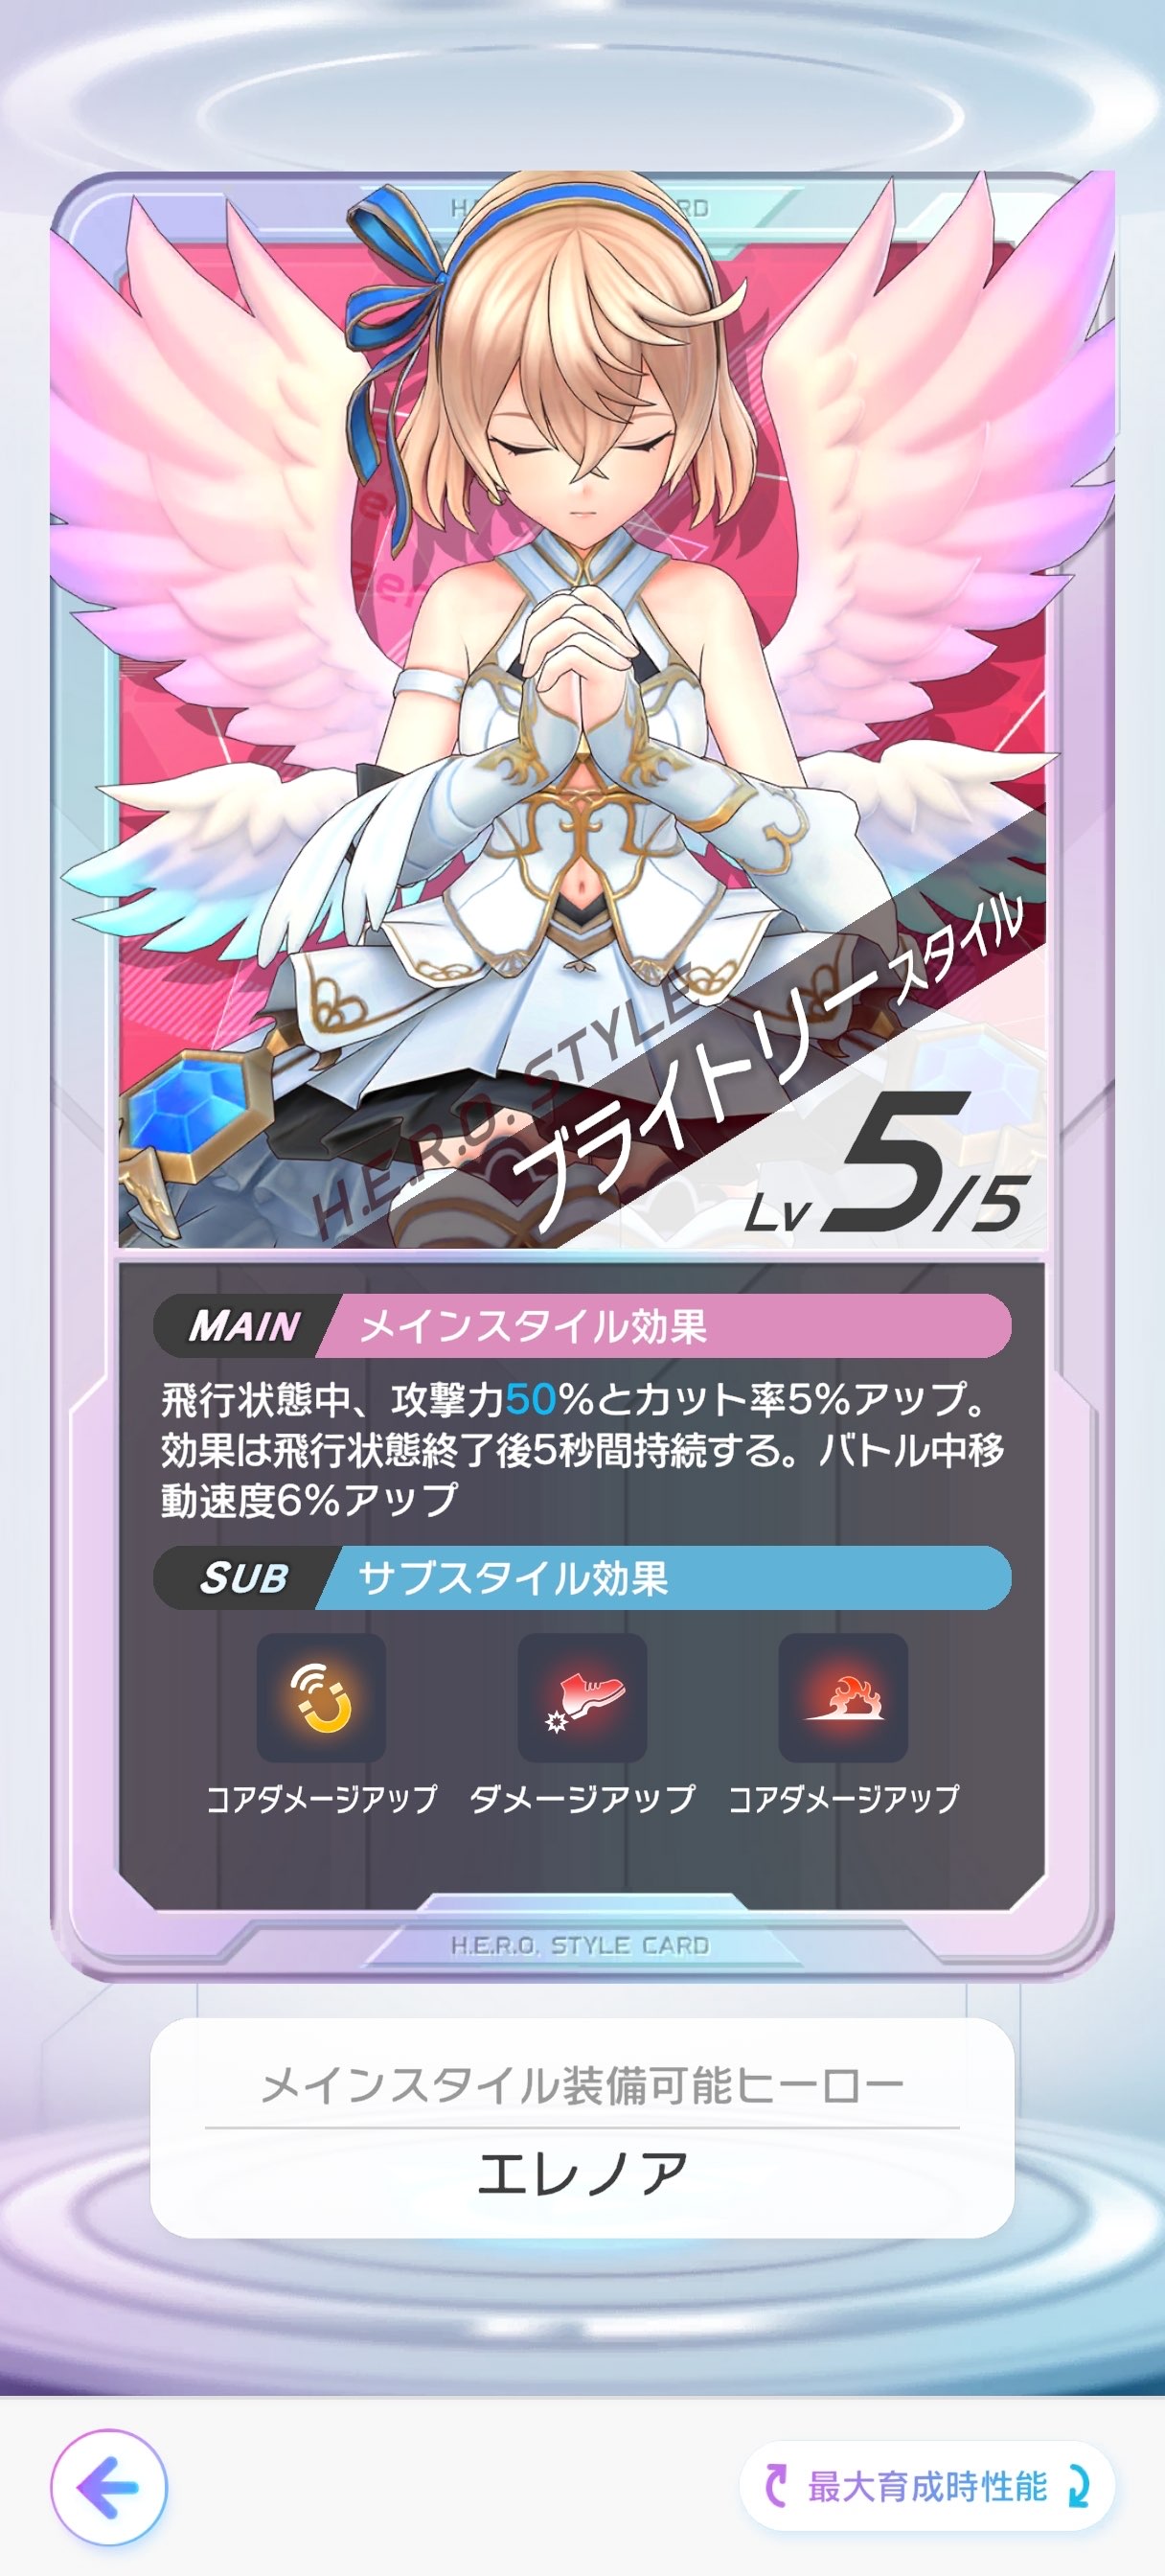 ブライトリースタイル
H.E.R.O. STYLE
Lv 5/5
MAIN メインスタイル効果
飛行状態中、攻撃力50%とカット率5%アップ。
効果は飛行状態終了後5秒間持続する。バトル中移
動速度6%アップ
SUB サブスタイル効果
コアダメージアップ ダメージアップ コアダメージアップ
H.E.R.O. STYLE CARD
メインスタイル装備可能ヒーロー
エレノア
最大育成時性能